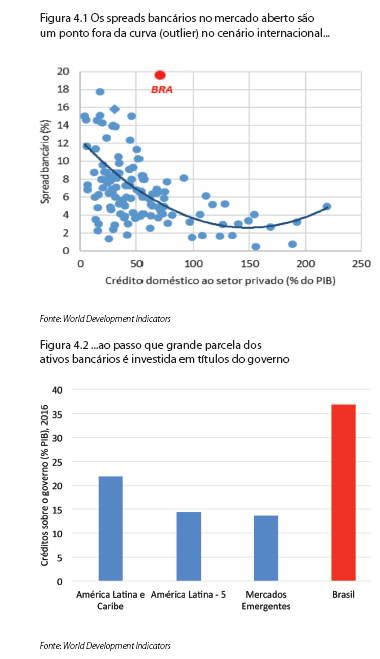 Figura 4.1 Os spreads bancários no mercado aberto são
um ponto fora da curva (outlier) no cenário internacional...
20
18
16
14
12
10
8
6
4
2
0
BRA
Spread bancário (%)
0 50 100 150 200 250
Crédito doméstico ao setor privado (% do PIB)
Fonte: World Development Indicators
Figura 4.2 ...ao passo que grande parcela dos
ativos bancários é investida em títulos do governo
40
35
30
25
20
15
10
5
0
Créditos sobre o governo (% PIB), 2016
América Latina e
Caribe
América Latina - 5
Mercados
Emergentes
Brasil
Fonte: World Development Indicators